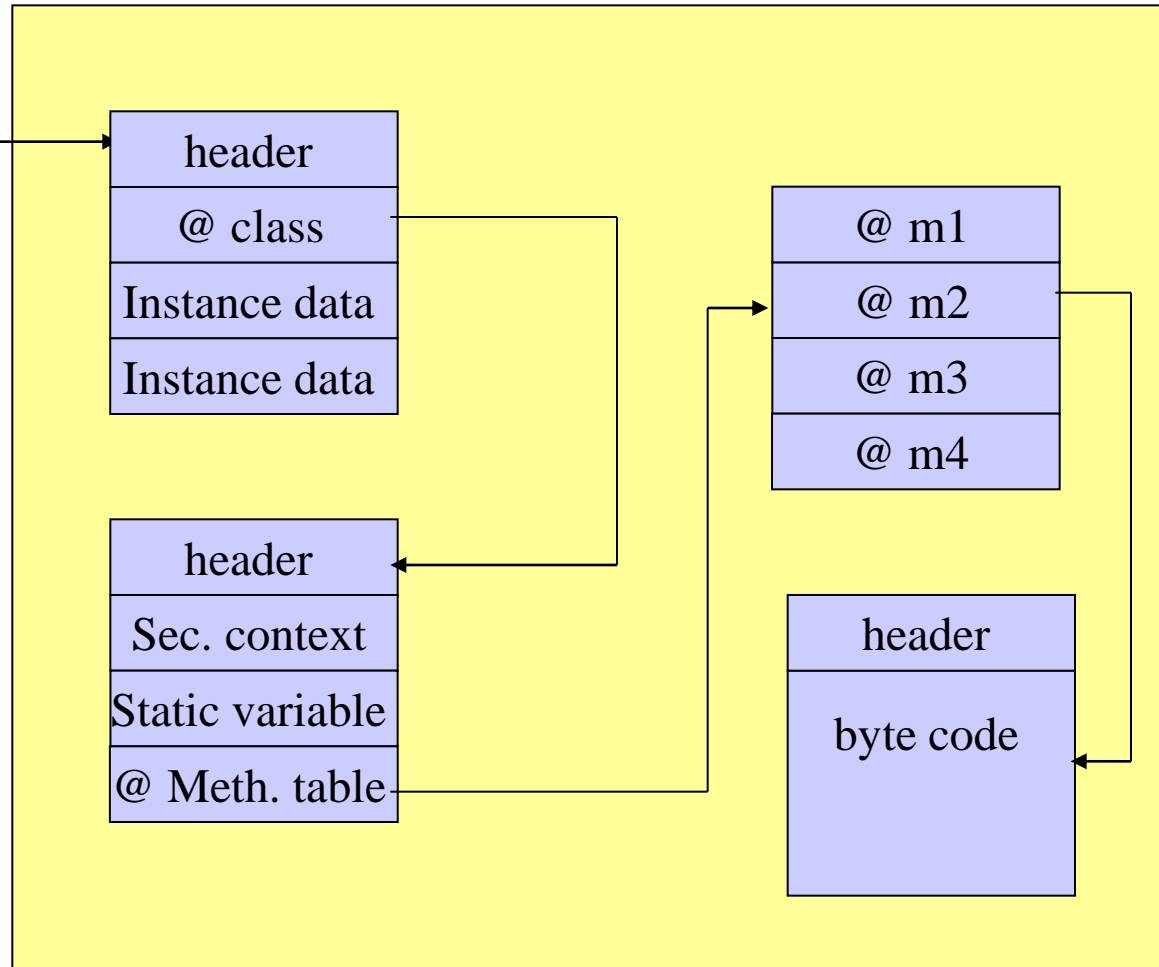 header
@ class
Instance data
Instance data
header
Sec. context
Static variable
@ Meth. table
@ m1
@ m2
@ m3
@ m4
header
byte code